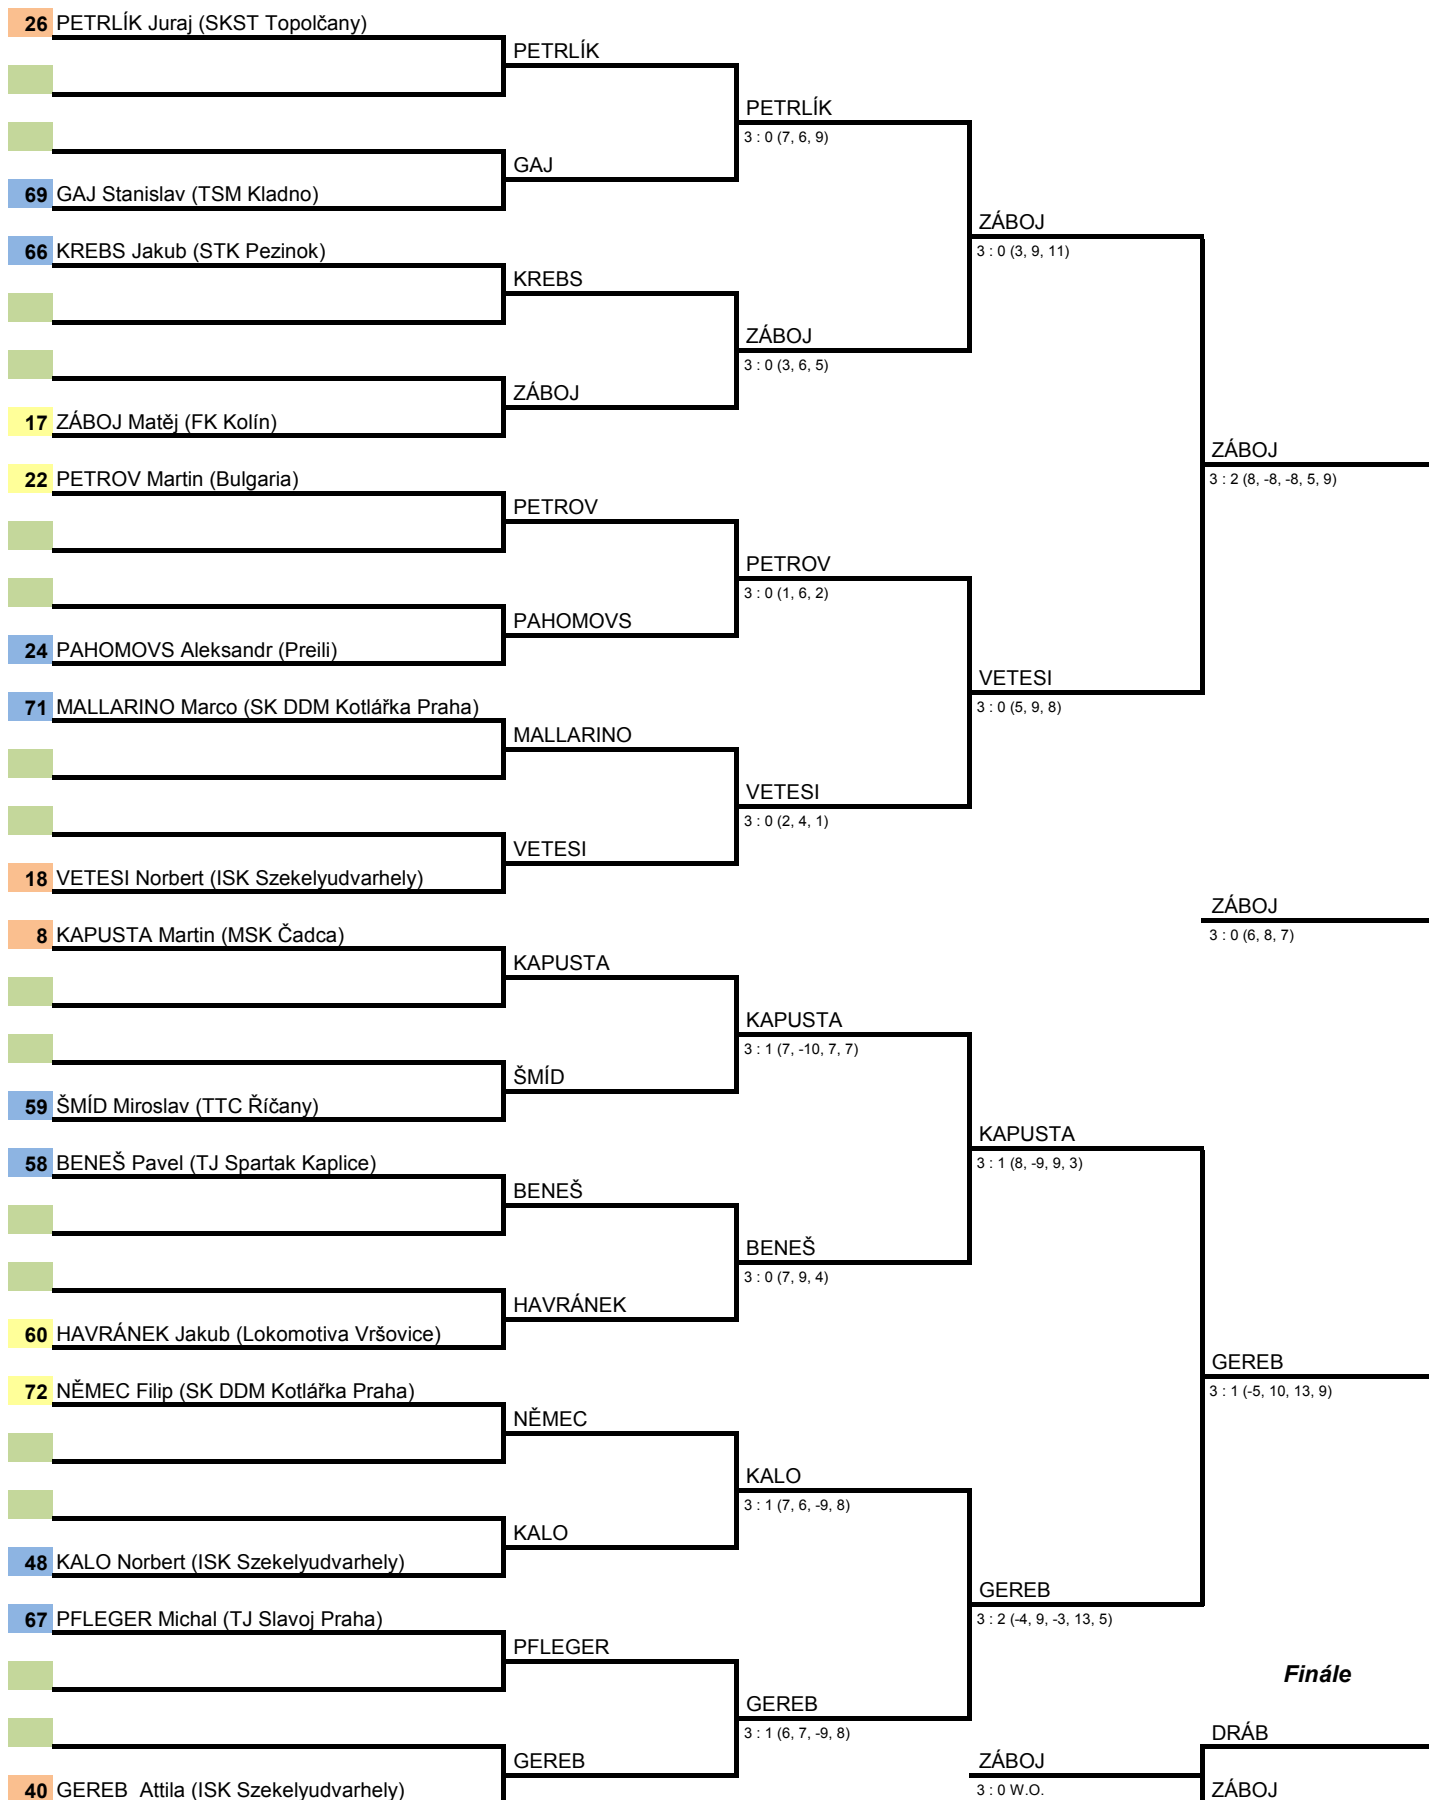 26 PETRLÍK Juraj (SKST Topolčany)
PETRLÍK
PETRLÍK
3 : 0 (7, 6, 9)
GAJ
69 GAJ Stanislav (TSM Kladno)
ZÁBOJ
3 : 0 (3, 9, 11)
66 KREBS Jakub (STK Pezinok)
KREBS
ZÁBOJ
3 : 0 (3, 6, 5)
ZÁBOJ
17 ZÁBOJ Matěj (FK Kolín)
ZÁBOJ
3 : 2 (8, -8, -8, 5, 9)
22 PETROV Martin (Bulgaria)
PETROV
PETROV
3 : 0 (1, 6, 2)
PAHOMOVS
24 PAHOMOVS Aleksandr (Preili)
VETESI
3 : 0 (5, 9, 8)
71 MALLARINO Marco (SK DDM Kotlářka Praha)
MALLARINO
VETESI
3 : 0 (2, 4, 1)
VETESI
18 VETESI Norbert (ISK Szekelyudvarhely)
ZÁBOJ
3 : 0 (6, 8, 7)
8 KAPUSTA Martin (MSK Čadca)
KAPUSTA
KAPUSTA
3 : 1 (7, -10, 7, 7)
ŠMÍD
59 ŠMÍD Miroslav (TTC Říčany)
KAPUSTA
3 : 1 (8, -9, 9, 3)
58 BENEŠ Pavel (TJ Spartak Kaplice)
BENEŠ
BENEŠ
3 : 0 (7, 9, 4)
HAVRÁNEK
60 HAVRÁNEK Jakub (Lokomotiva Vršovice)
GEREB
3 : 1 (-5, 10, 13, 9)
72 NĚMEC Filip (SK DDM Kotlářka Praha)
NĚMEC
KALO
3 : 1 (7, 6, -9, 8)
KALO
48 KALO Norbert (ISK Szekelyudvarhely)
GEREB
3 : 2 (-4, 9, -3, 13, 5)
67 PFLEGER Michal (TJ Slavoj Praha)
PFLEGER
Finále
GEREB
3 : 1 (6, 7, -9, 8)
DRÁB
GEREB
ZÁBOJ
3 : 0 W.O.
40 GEREB Attila (ISK Szekelyudvarhely)
ZÁBOJ